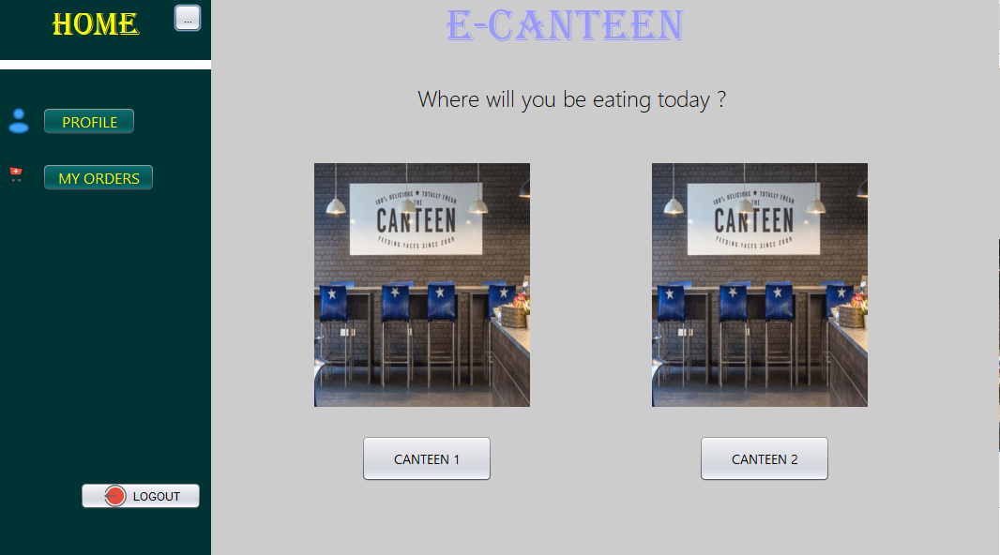 HOME
...
E-CANTEEN
Where will you be eating today ?
PROFILE
MY ORDERS
100% DELICIOUS ★ TOTALLY FRESH
THE
CANTEEN
FEEDING FACES SINCE 2009
100% DELICIOUS ★ TOTALLY FRESH
THE
CANTEEN
FEEDING FACES SINCE 2009
CANTEEN 1
CANTEEN 2
LOGOUT